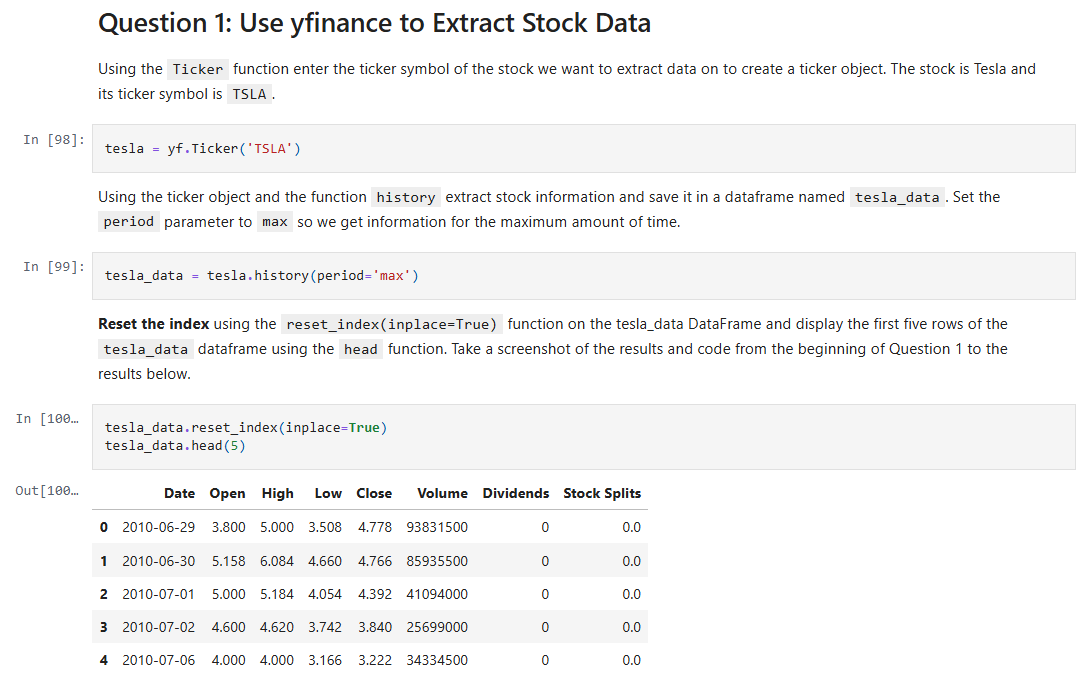 Question 1: Use yfinance to Extract Stock Data
Using the Ticker function enter the ticker symbol of the stock we want to extract data on to create a ticker object. The stock is Tesla and
its ticker symbol is TSLA .
In [98]: tesla = yf.Ticker('TSLA')
Using the ticker object and the function history extract stock information and save it in a dataframe named tesla_data . Set the
period parameter to max so we get information for the maximum amount of time.
In [99]: tesla_data = tesla.history(period='max')
Reset the index using the reset_index(inplace=True) function on the tesla_data DataFrame and display the first five rows of the
tesla_data dataframe using the head function. Take a screenshot of the results and code from the beginning of Question 1 to the
results below.
In [100… tesla_data.reset_index(inplace=True)
tesla_data.head(5)
Out[100… Date Open High Low Close Volume Dividends Stock Splits
0 2010-06-29 3.800 5.000 3.508 4.778 93831500 0 0.0
1 2010-06-30 5.158 6.084 4.660 4.766 85935500 0 0.0
2 2010-07-01 5.000 5.184 4.054 4.392 41094000 0 0.0
3 2010-07-02 4.600 4.620 3.742 3.840 25699000 0 0.0
4 2010-07-06 4.000 4.000 3.166 3.222 34334500 0 0.0